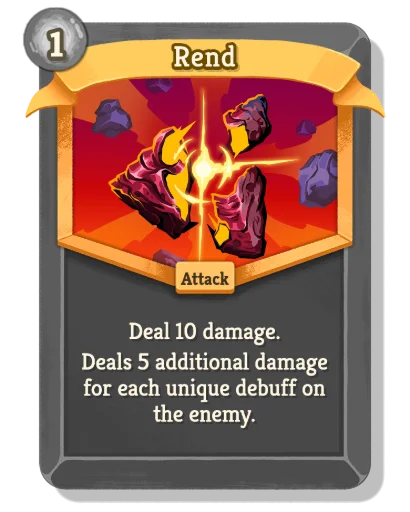 1
Rend
Attack
Deal 10 damage.
Deals 5 additional damage
for each unique debuff on
the enemy.